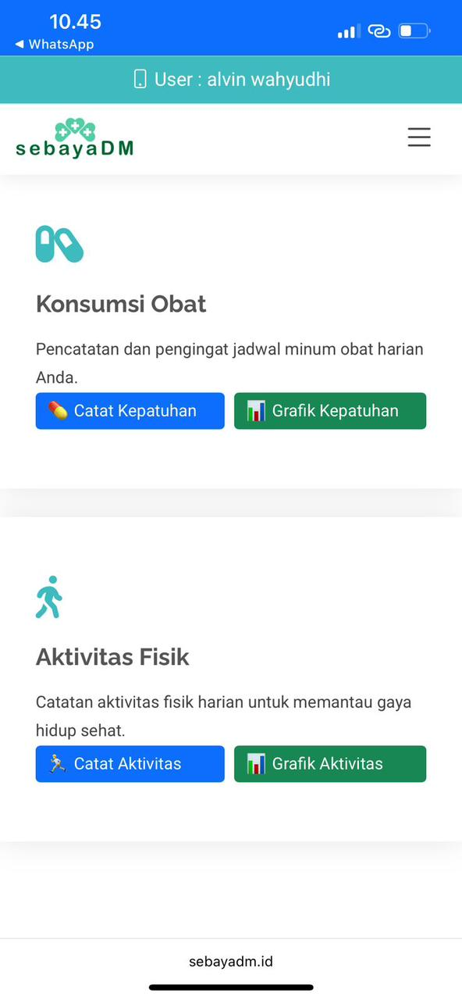 10.45
◀ WhatsApp
User : alvin wahyudhi
sebayaDM
Konsumsi Obat
Pencatatan dan pengingat jadwal minum obat harian
Anda.
Catat Kepatuhan
Grafik Kepatuhan
Aktivitas Fisik
Catatan aktivitas fisik harian untuk memantau gaya
hidup sehat.
Catat Aktivitas
Grafik Aktivitas
sebayadm.id